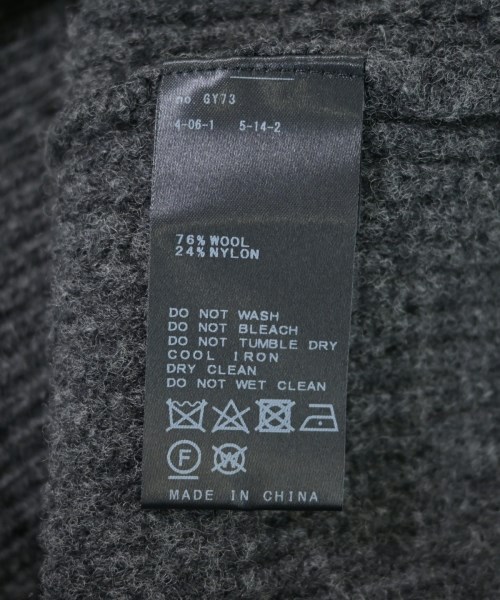 no. GY73
4-06-1 5-14-2
76% WOOL
24% NYLON
DO NOT WASH
DO NOT BLEACH
DO NOT TUMBLE DRY
COOL IRON
DRY CLEAN
DO NOT WET CLEAN
F W
MADE IN CHINA